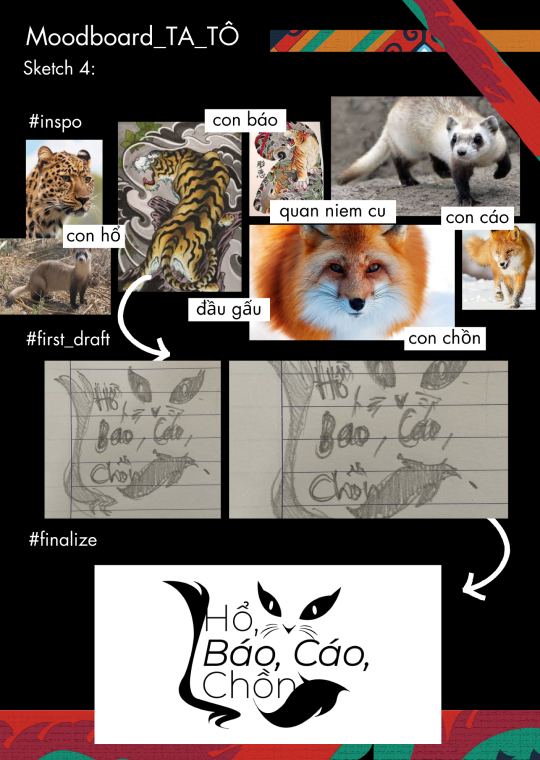 Moodboard_TA_TÔ
Sketch 4:
#inspo
con báo
quan niem cu
con cáo
con hổ
đầu gấu
con chồn
#first_draft
Hổ,
Báo, Cáo,
Chồn
Hổ,
Báo, Cáo,
Chồn
#finalize
Hổ,
Báo, Cáo,
Chồn